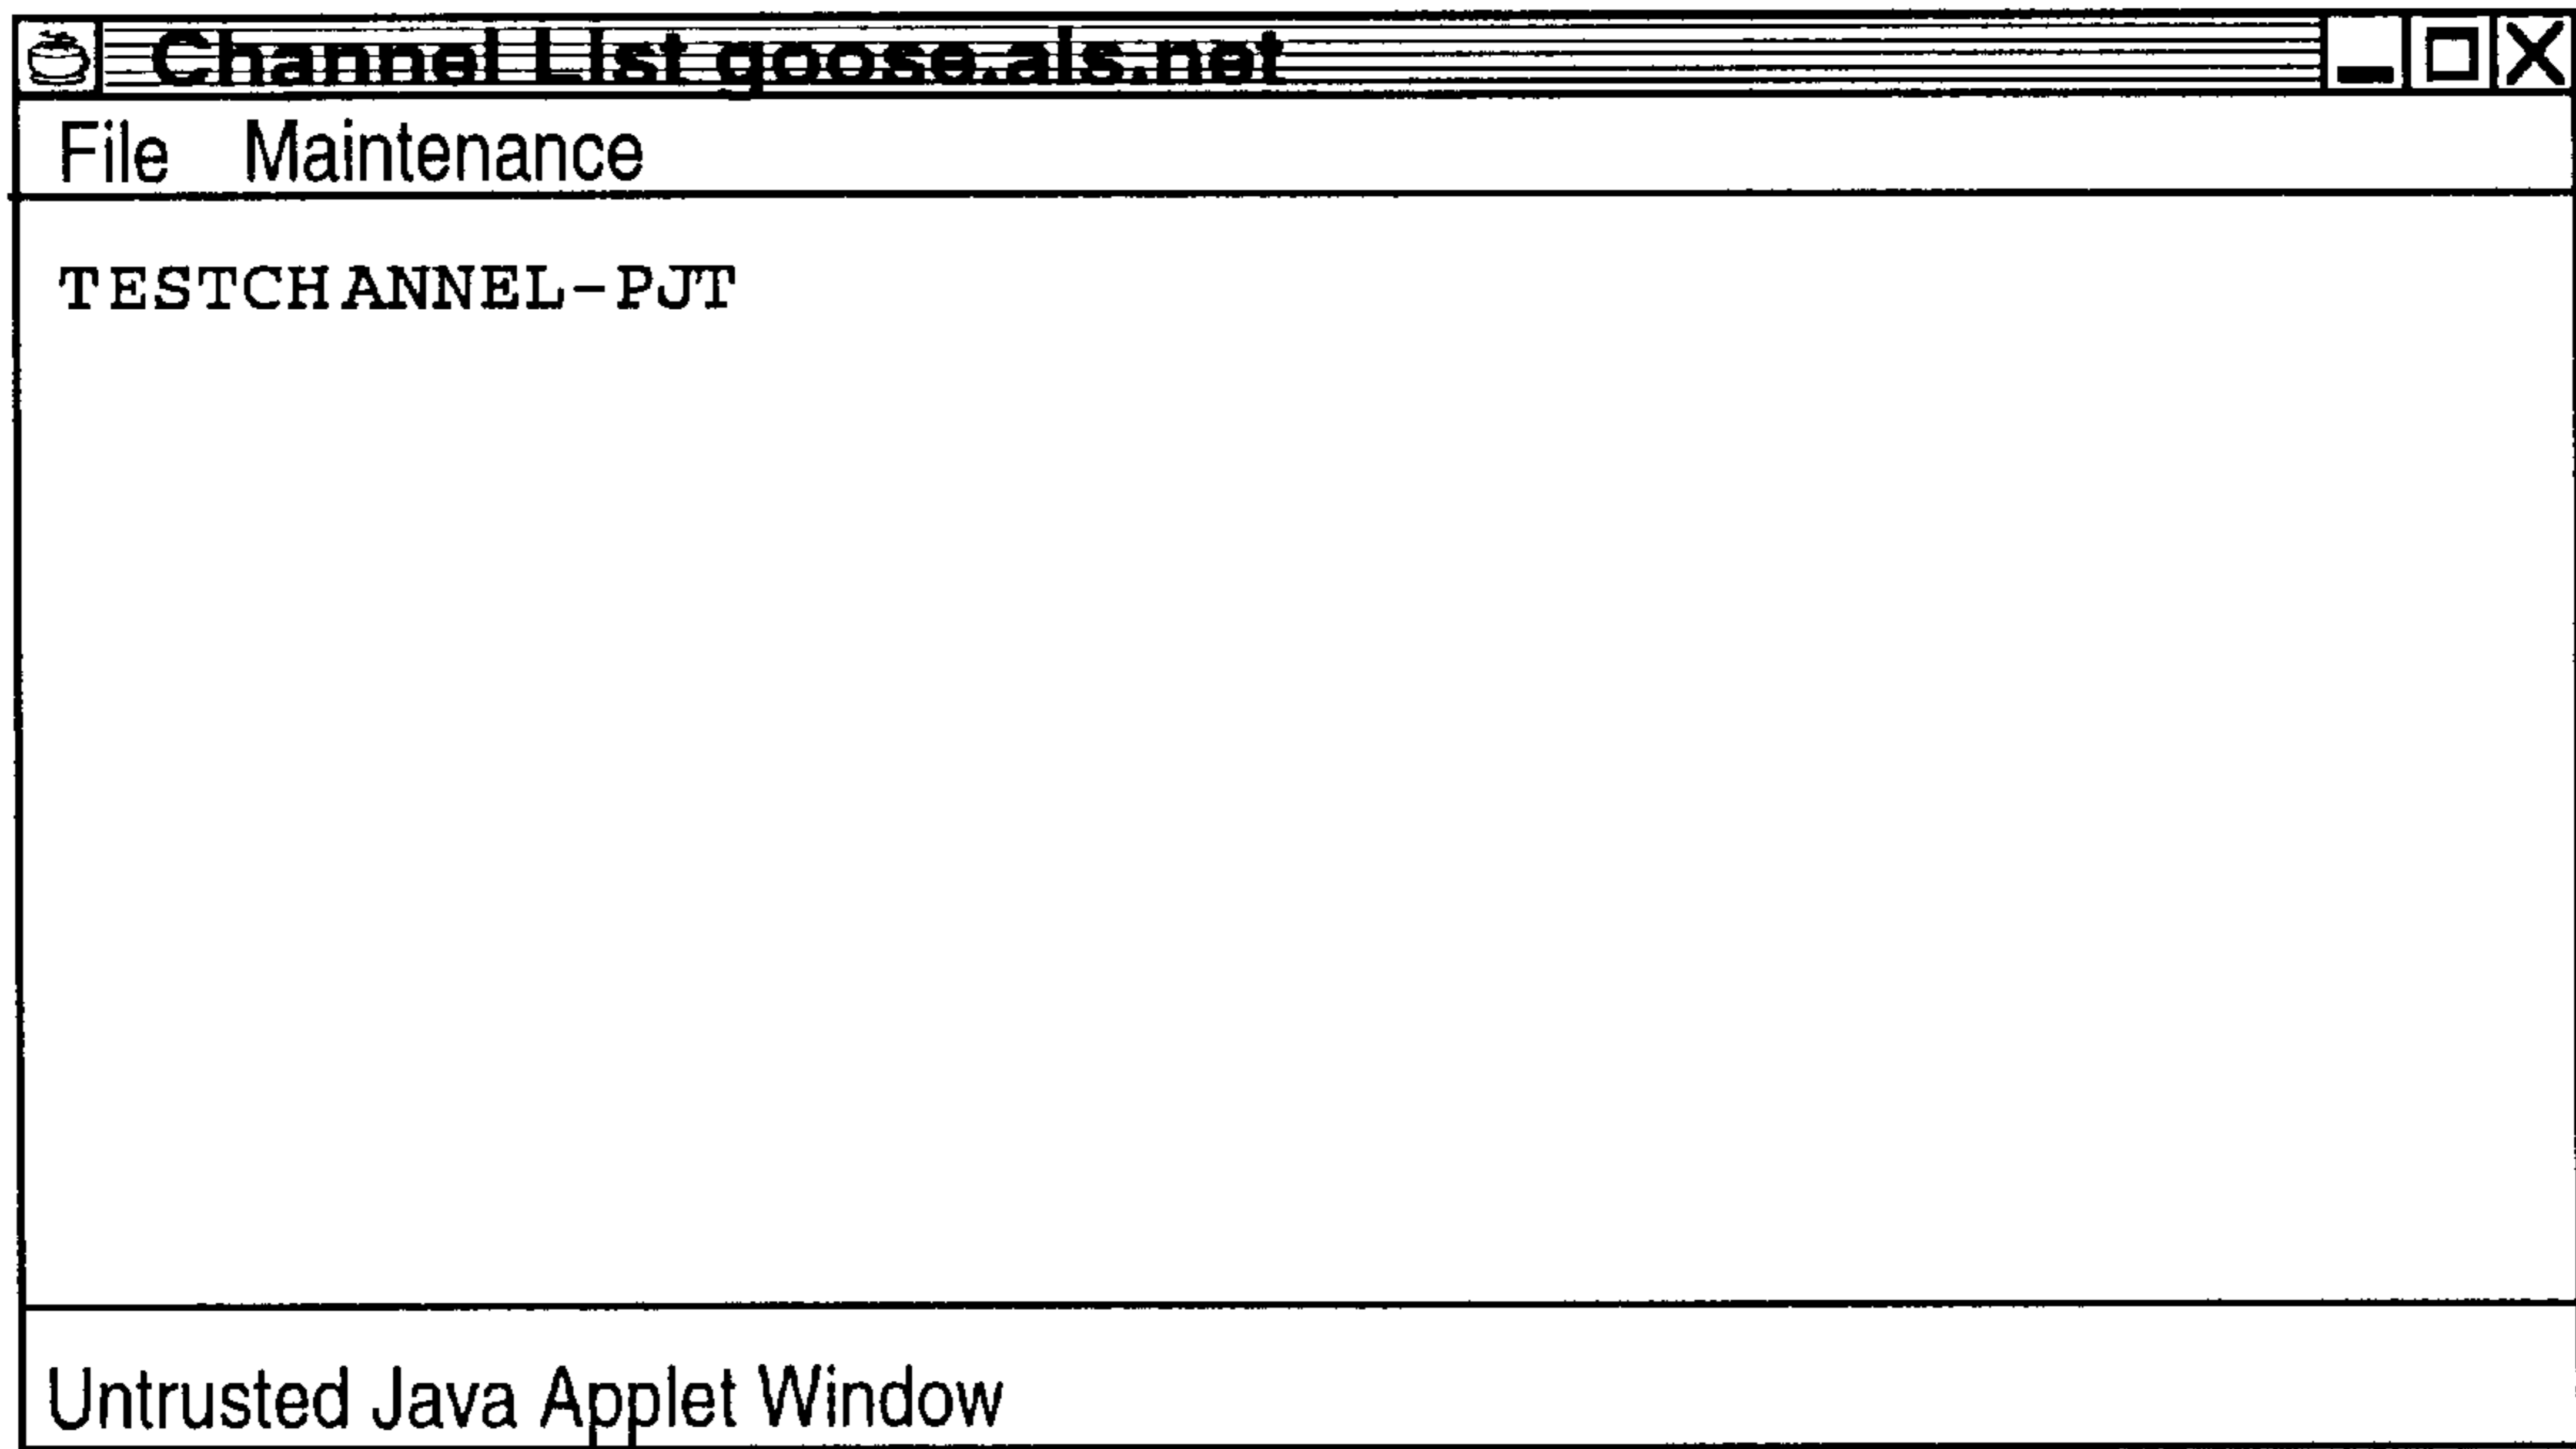 Channel List goose.als.net
File Maintenance
TESTCHANNEL-PJT
Untrusted Java Applet Window